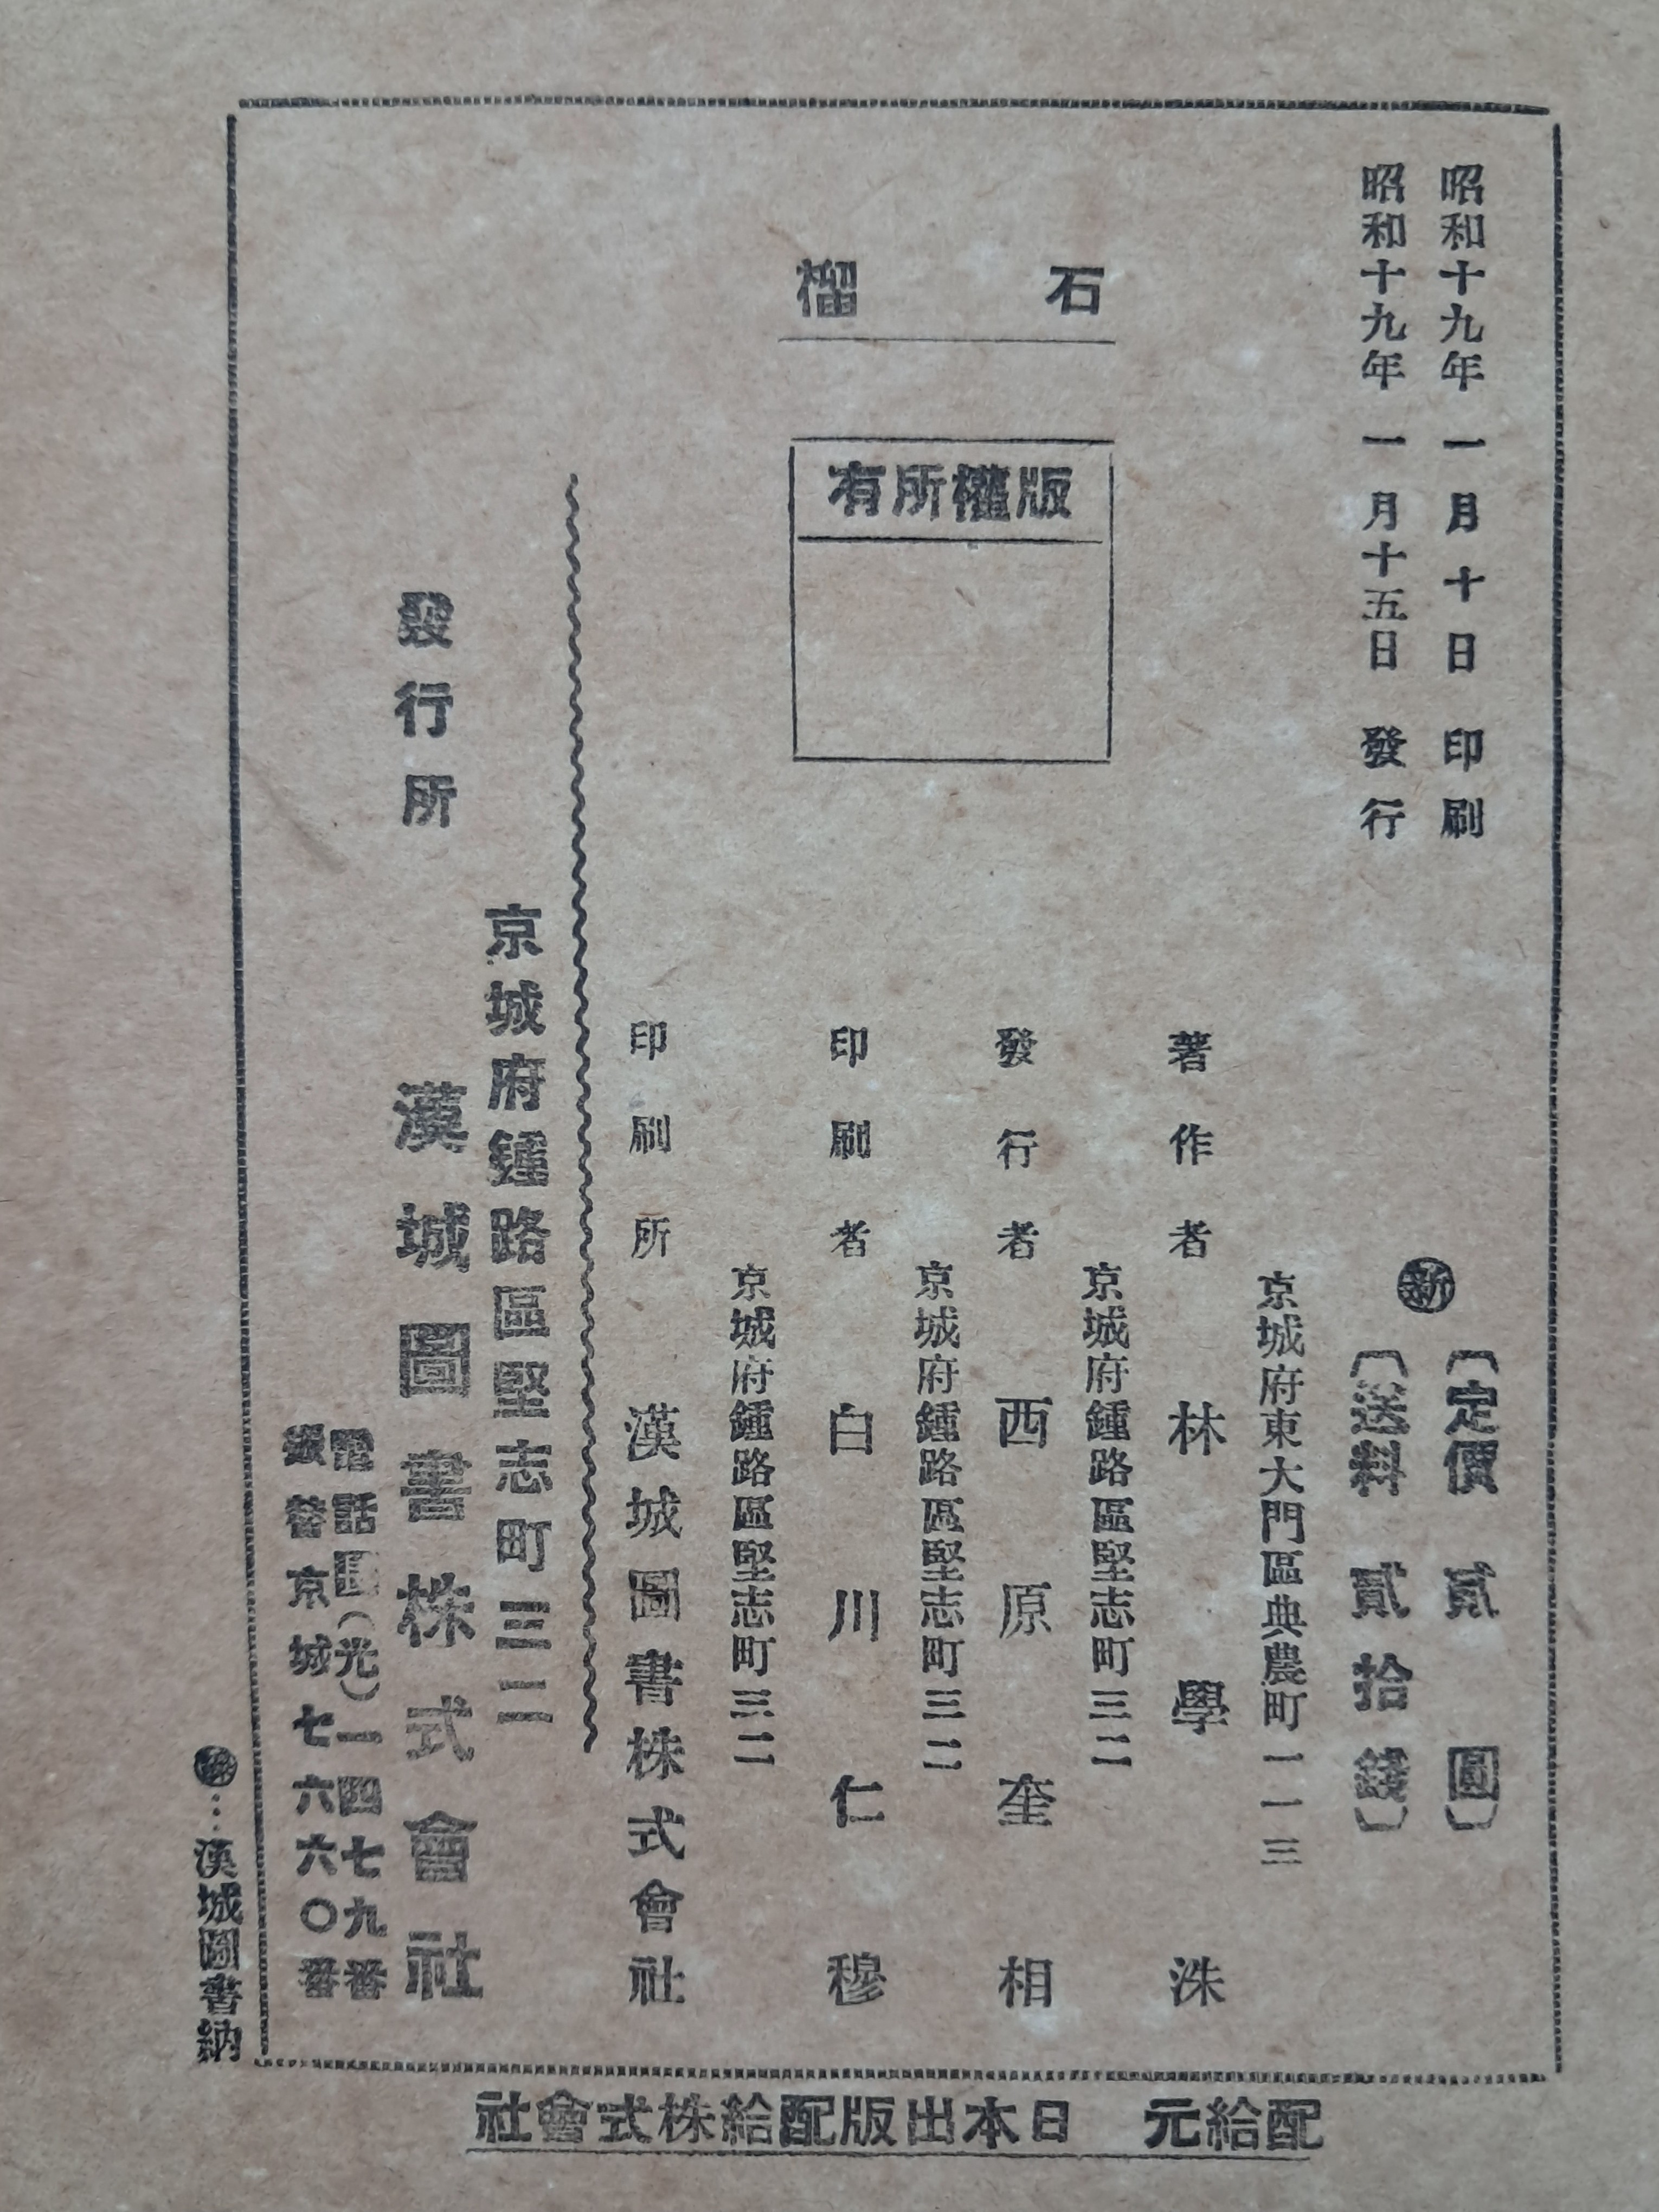 昭和十九年一月十日印刷
昭和十九年一月十五日發行
石榴
版權所有
新
〔定價貳圓〕
〔送料貳拾錢〕
京城府東大門區典農町一一三
著作者 林學洙
京城府鍾路區堅志町三二
發行者 西原奎相
京城府鍾路區堅志町三二
印刷者 白川仁穆
京城府鍾路區堅志町三二
印刷所 漢城圖書株式會社
京城府鍾路區堅志町三二
發行所 漢城圖書株式會社
電話圖(光)一四七九番
振替京城七六六〇番
…漢城圖書納
配給元 日本出版配給株式會社